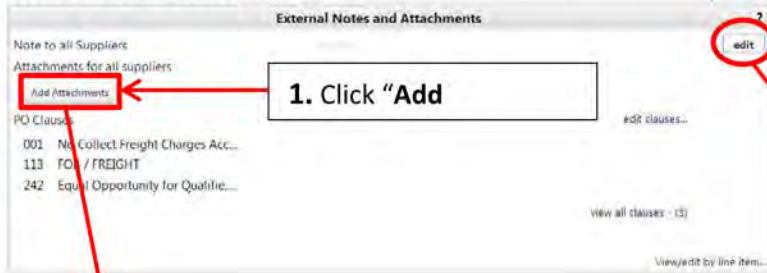 External Notes and Attachments ?
Note to all Suppliers edit
Attachments for all suppliers
Add Attachments
1. Click “Add
PO Clauses edit clauses...
001 No Collect Freight Charges Acc...
113 FOB / FREIGHT
242 Equal Opportunity for Qualifie....
view all clauses - (3)
View/edit by line item...